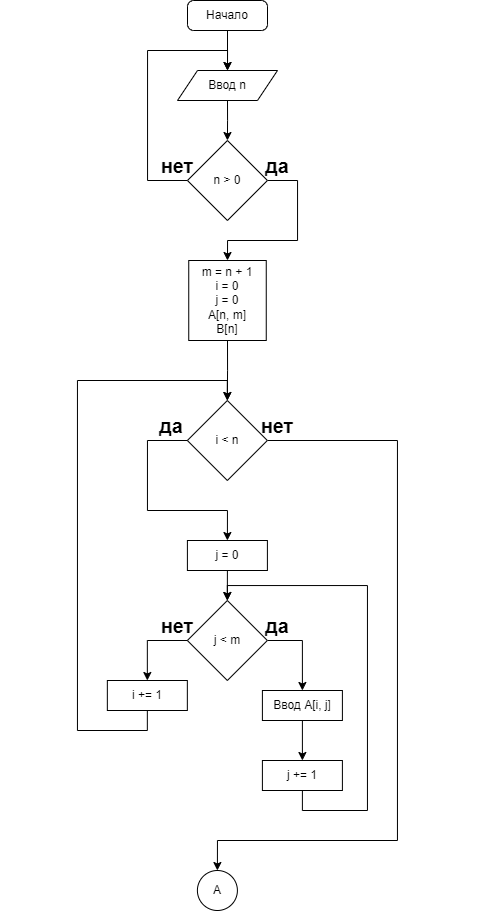 Начало
Ввод n
нет
да
n > 0
m = n + 1
i = 0
j = 0
A[n, m]
B[n]
да
нет
i < n
j = 0
нет
да
j < m
i += 1
Ввод A[i, j]
j += 1
A